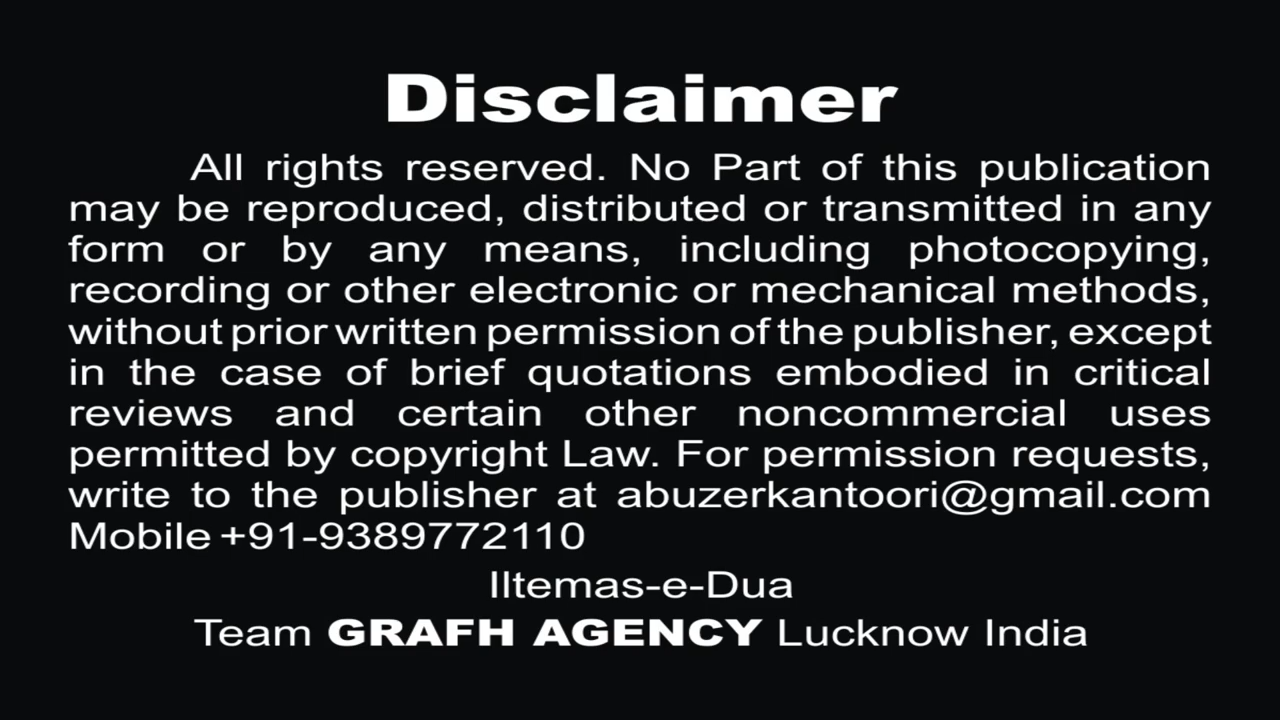 Disclaimer
All rights reserved. No Part of this publication
may be reproduced, distributed or transmitted in any
form or by any means, including photocopying,
recording or other electronic or mechanical methods,
without prior written permission of the publisher, except
in the case of brief quotations embodied in critical
reviews and certain other noncommercial uses
permitted by copyright Law. For permission requests,
write to the publisher at abuzerkantoori@gmail.com
Mobile +91-9389772110
Iltemas-e-Dua
Team GRAFH AGENCY Lucknow India